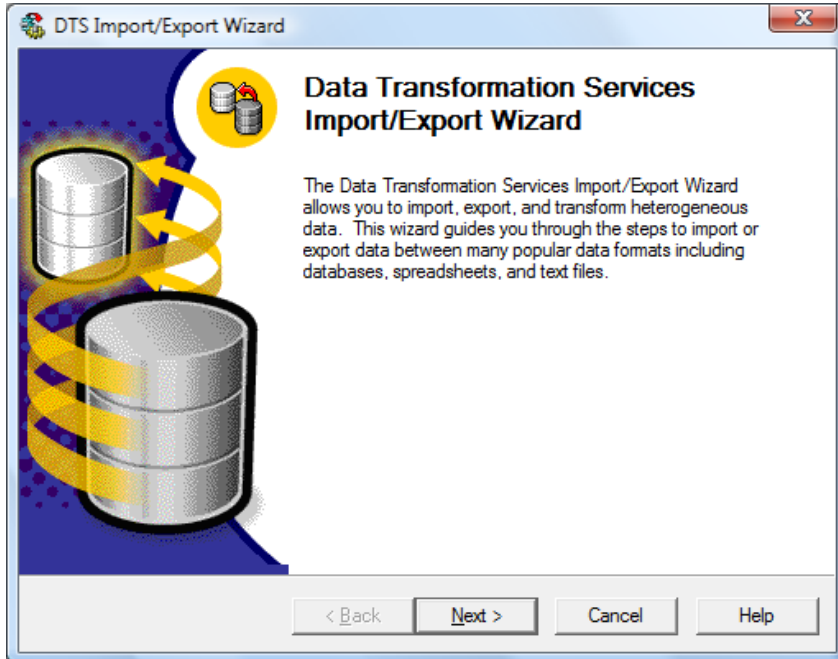 DTS Import/Export Wizard
Data Transformation Services
Import/Export Wizard
The Data Transformation Services Import/Export Wizard
allows you to import, export, and transform heterogeneous
data. This wizard guides you through the steps to import or
export data between many popular data formats including
databases, spreadsheets, and text files.
< Back Next > Cancel Help